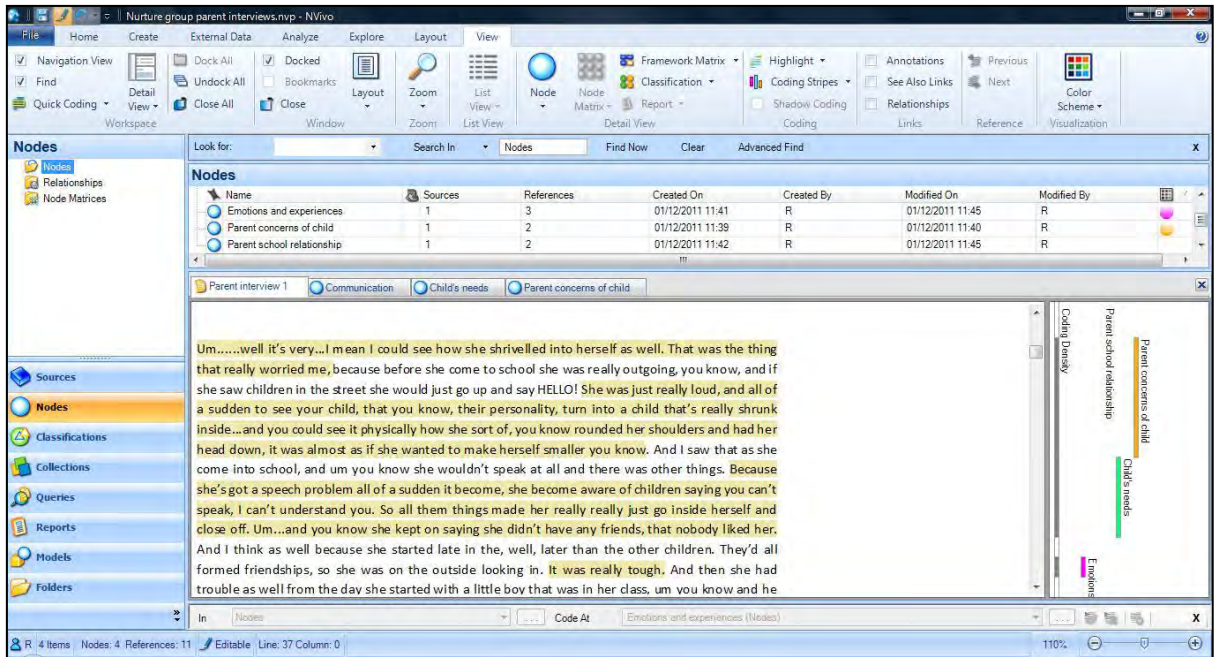 Nurture group parent interviews.nvp - NVivo
File Home Create External Data Analyze Explore Layout View
Navigation View
Find
Quick Coding
Detail View
Workspace
Dock All
Undock All
Close All
Docked
Bookmarks
Close
Layout
Window
Zoom
Zoom
List View
List View
Node
Node Matrix
Framework Matrix
Classification
Report
Detail View
Highlight
Coding Stripes
Shadow Coding
Coding
Annotations
See Also Links
Relationships
Links
Previous
Next
Reference
Color Scheme
Visualization
Nodes
Nodes
Relationships
Node Matrices
Sources
Nodes
Classifications
Collections
Queries
Reports
Models
Folders
Look for: Search In Nodes Find Now Clear Advanced Find X
Nodes
Name Sources References Created On Created By Modified On Modified By
Emotions and experiences 1 3 01/12/2011 11:41 R 01/12/2011 11:45 R
Parent concerns of child 1 2 01/12/2011 11:39 R 01/12/2011 11:40 R
Parent school relationship 1 2 01/12/2011 11:42 R 01/12/2011 11:45 R
Parent interview 1 Communication Child's needs Parent concerns of child
Um......well it's very...I mean I could see how she shrivelled into herself as well. That was the thing
that really worried me, because before she come to school she was really outgoing, you know, and if
she saw children in the street she would just go up and say HELLO! She was just really loud, and all of
a sudden to see your child, that you know, their personality, turn into a child that's really shrunk
inside...and you could see it physically how she sort of, you know rounded her shoulders and had her
head down, it was almost as if she wanted to make herself smaller you know. And I saw that as she
come into school, and um you know she wouldn't speak at all and there was other things. Because
she's got a speech problem all of a sudden it become, she become aware of children saying you can't
speak, I can't understand you. So all them things made her really really just go inside herself and
close off. Um...and you know she kept on saying she didn't have any friends, that nobody liked her.
And I think as well because she started late in the, well, later than the other children. They'd all
formed friendships, so she was on the outside looking in. It was really tough. And then she had
trouble as well from the day she started with a little boy that was in her class, um you know and he
Coding Density
Parent school relationship
Parent concerns of child
Child's needs
Emotions
In Nodes ... Code At Emotions and experiences (Nodes) ... X
R 4 Items Nodes: 4 References: 11 Editable Line: 37 Column: 0 110%